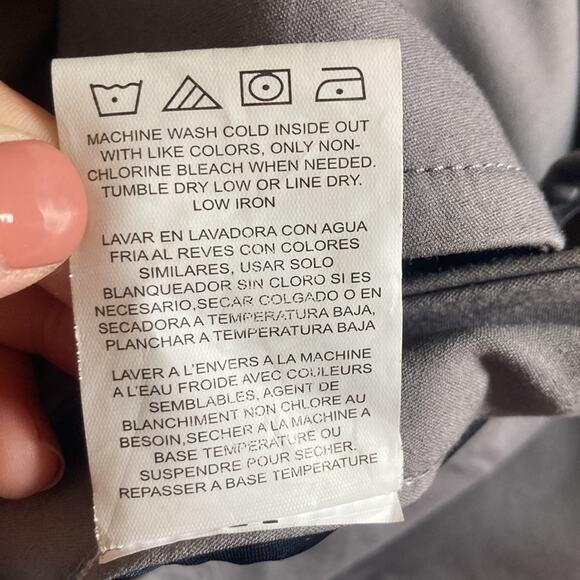 MACHINE WASH COLD INSIDE OUT
WITH LIKE COLORS, ONLY NON-
CHLORINE BLEACH WHEN NEEDED.
TUMBLE DRY LOW OR LINE DRY.
LOW IRON
LAVAR EN LAVADORA CON AGUA
FRIA AL REVES CON COLORES
SIMILARES, USAR SOLO
BLANQUEADOR SIN CLORO SI ES
NECESARIO,SECAR COLGADO O EN
SECADORA A TEMPERATURA BAJA,
PLANCHAR A TEMPERATURA BAJA,
LAVER A L'ENVERS A LA MACHINE
A L'EAU FROIDE AVEC COULEURS
SEMBLABLES, AGENT DE
BLANCHIMENT NON CHLORE AU
BESOIN,SECHER A LA MACHINE A
BASE TEMPERATURE OU
SUSPENDRE POUR SECHER.
REPASSER A BASE TEMPERATURE